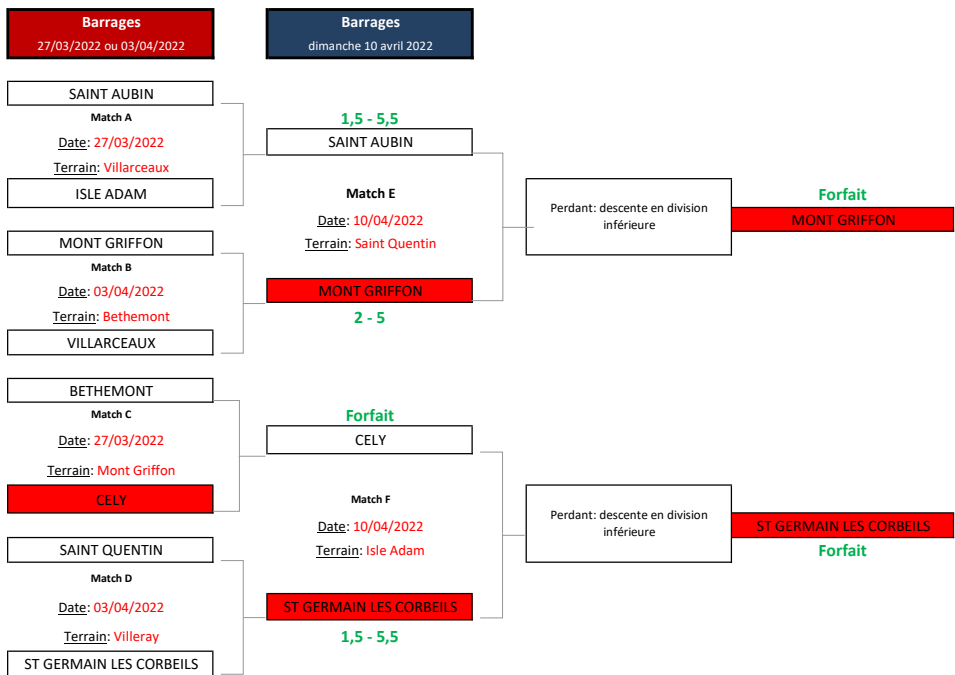 Barrages
27/03/2022 ou 03/04/2022
Barrages
dimanche 10 avril 2022
SAINT AUBIN
Match A
Date: 27/03/2022
Terrain: Villarceaux
ISLE ADAM
MONT GRIFFON
Match B
Date: 03/04/2022
Terrain: Bethemont
VILLARCEAUX
BETHEMONT
Match C
Date: 27/03/2022
Terrain: Mont Griffon
CELY
SAINT QUENTIN
Match D
Date: 03/04/2022
Terrain: Villeray
ST GERMAIN LES CORBEILS
1,5 - 5,5
SAINT AUBIN
Match E
Date: 10/04/2022
Terrain: Saint Quentin
MONT GRIFFON
2 - 5
Forfait
CELY
Match F
Date: 10/04/2022
Terrain: Isle Adam
ST GERMAIN LES CORBEILS
1,5 - 5,5
Perdant: descente en division
inférieure
Forfait
MONT GRIFFON
Perdant: descente en division
inférieure
ST GERMAIN LES CORBEILS
Forfait